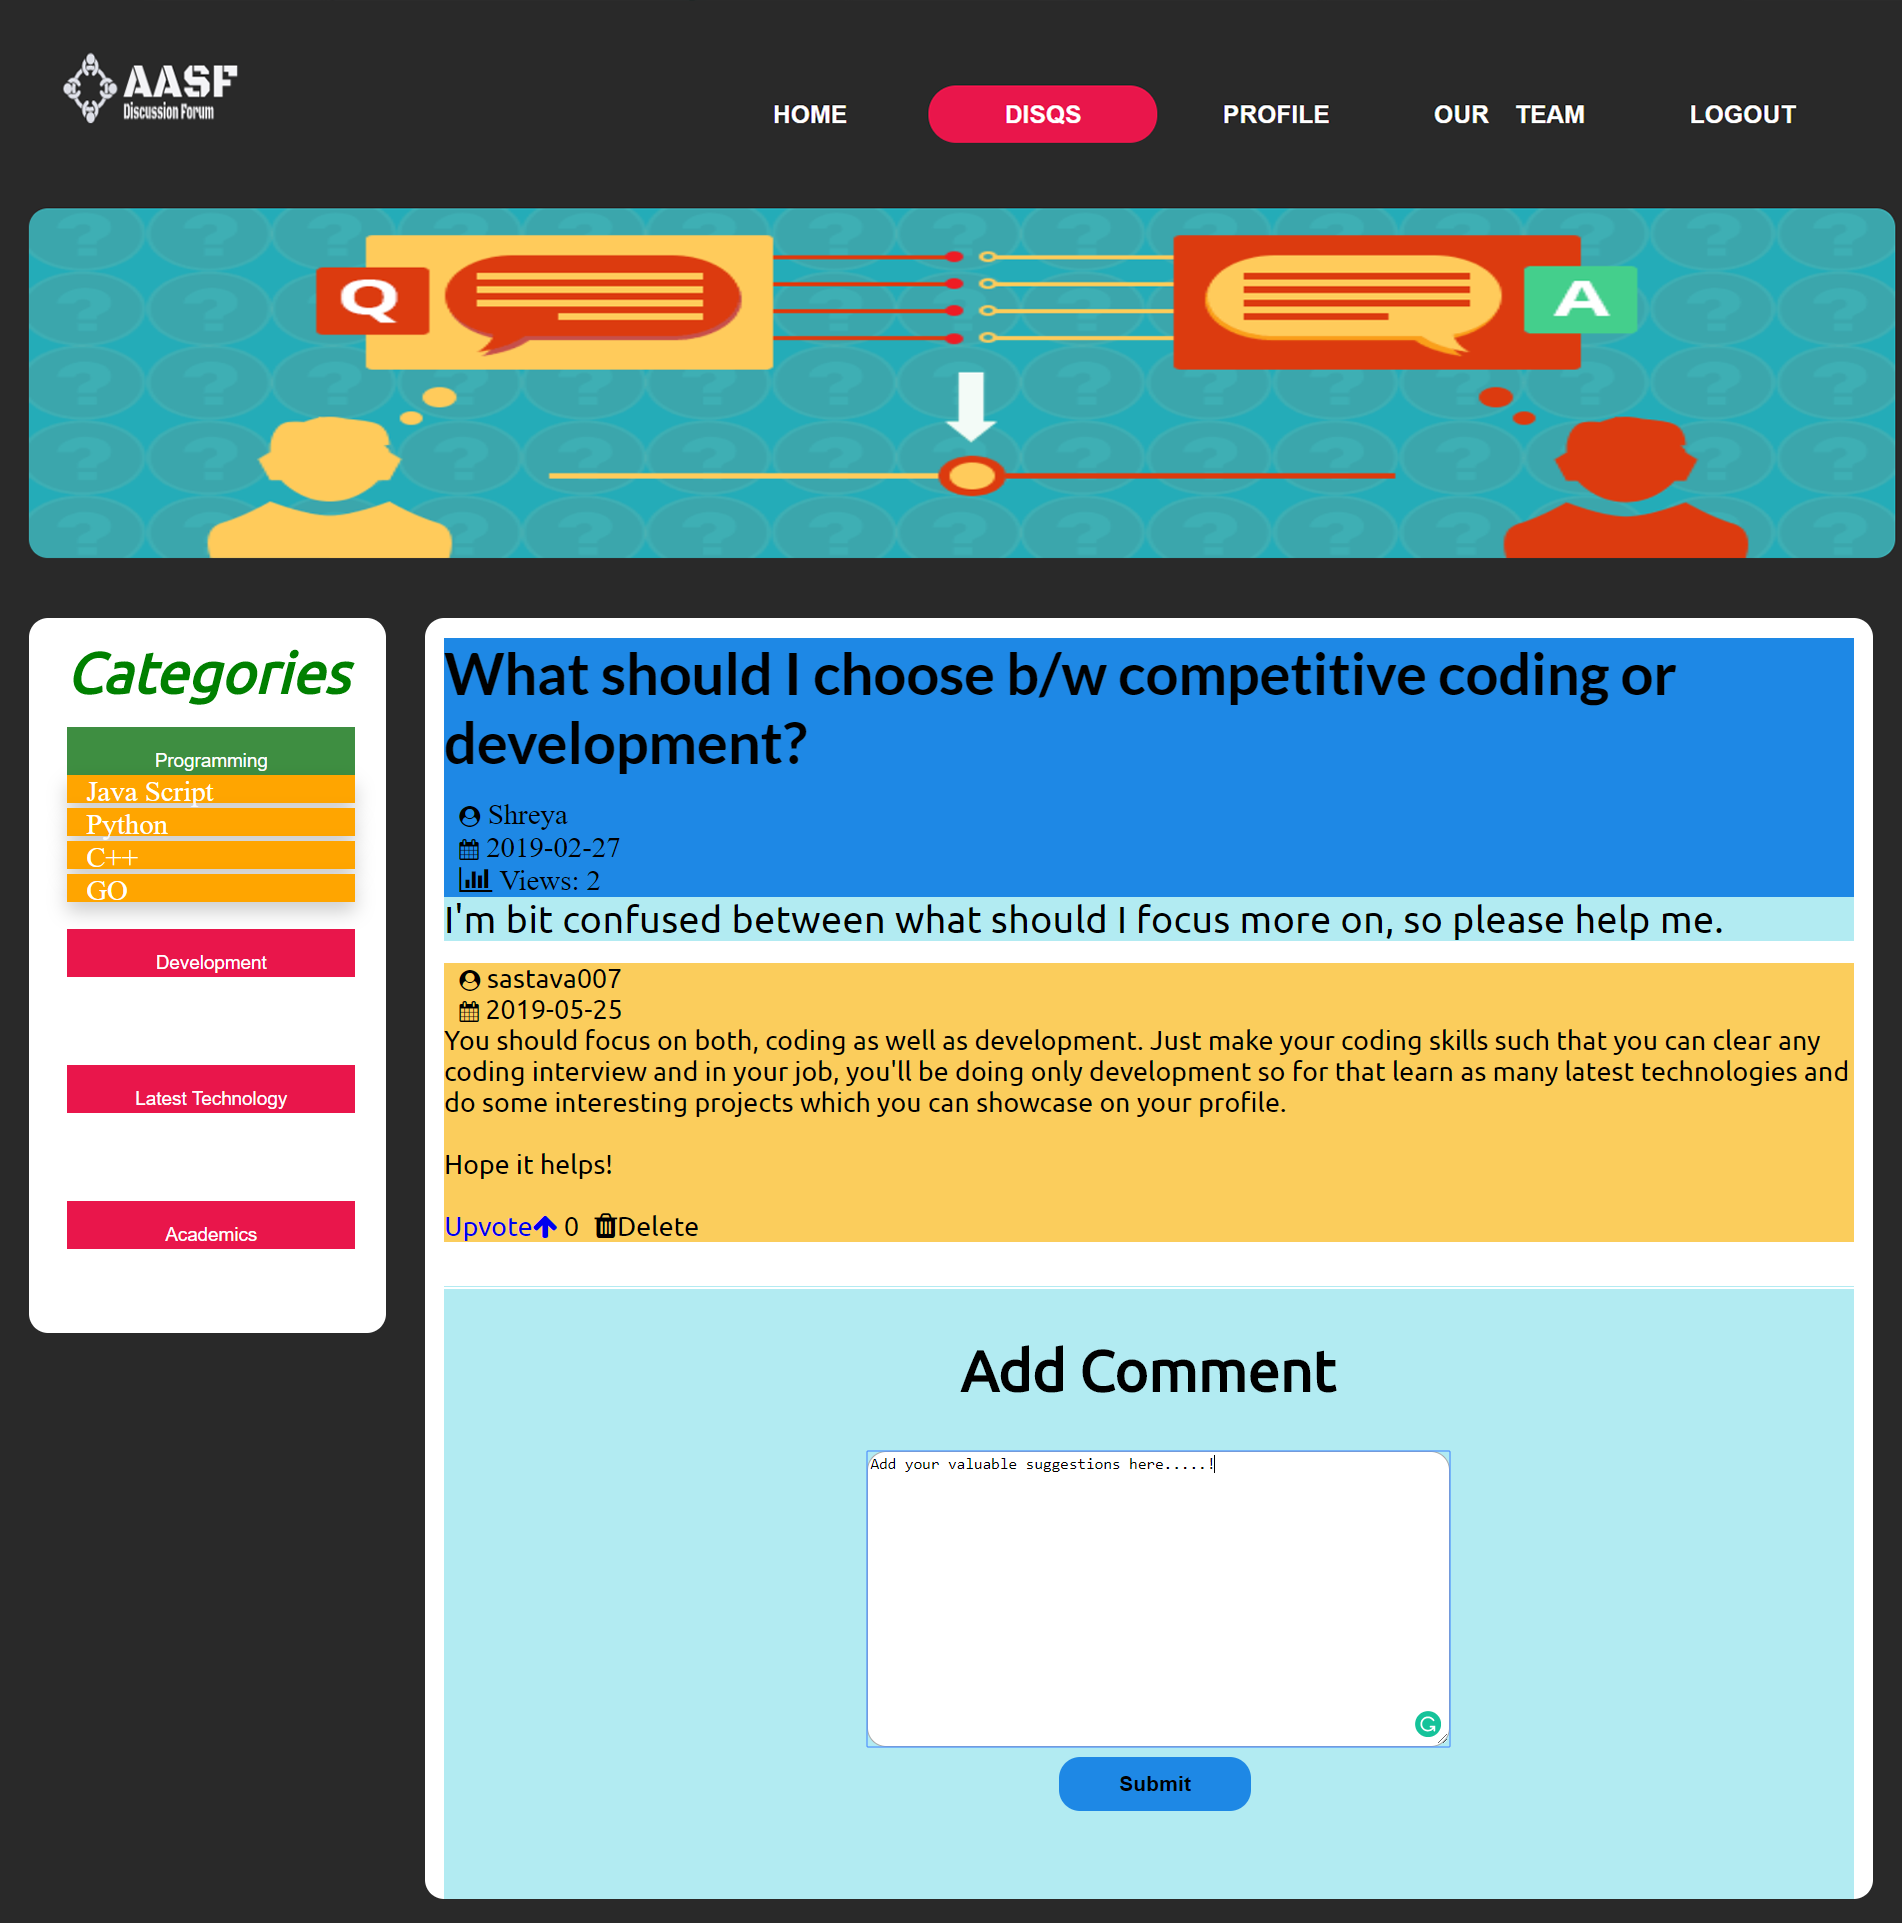 AASF
Discussion Forum
HOME DISQS PROFILE OUR TEAM LOGOUT
Q A
Categories
Programming
Java Script
Python
C++
GO
Development
Latest Technology
Academics
What should I choose b/w competitive coding or
development?
Shreya
2019-02-27
Views: 2
I'm bit confused between what should I focus more on, so please help me.
sastava007
2019-05-25
You should focus on both, coding as well as development. Just make your coding skills such that you can clear any
coding interview and in your job, you'll be doing only development so for that learn as many latest technologies and
do some interesting projects which you can showcase on your profile.
Hope it helps!
Upvote 0 Delete
Add Comment
Add your valuable suggestions here.....!
Submit